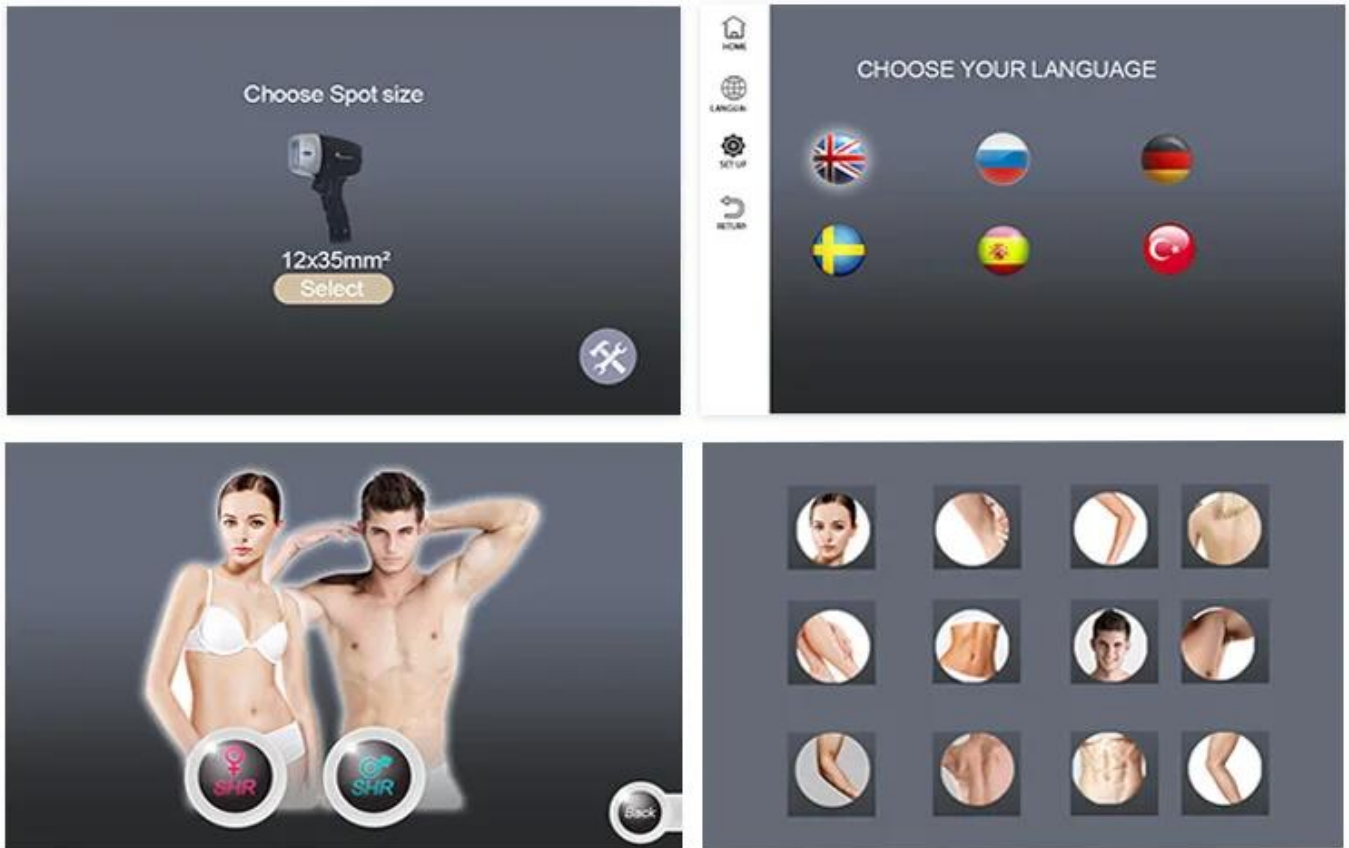 Choose Spot size
12x35mm²
Select
HOME
SET UP
RETURN
CHOOSE YOUR LANGUAGE
SHR
SHR
Back